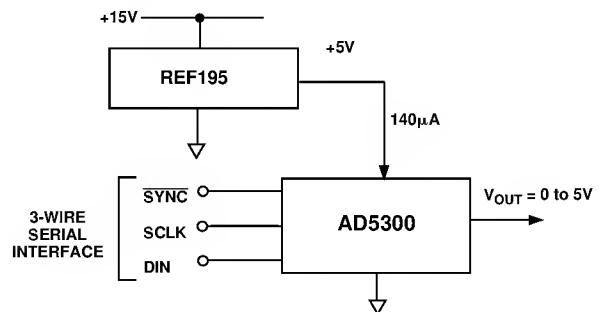 +15V
+5V
REF195
140μA
3-WIRE
SERIAL
INTERFACE
SYNC
SCLK
DIN
AD5300
VOUT = 0 to 5V